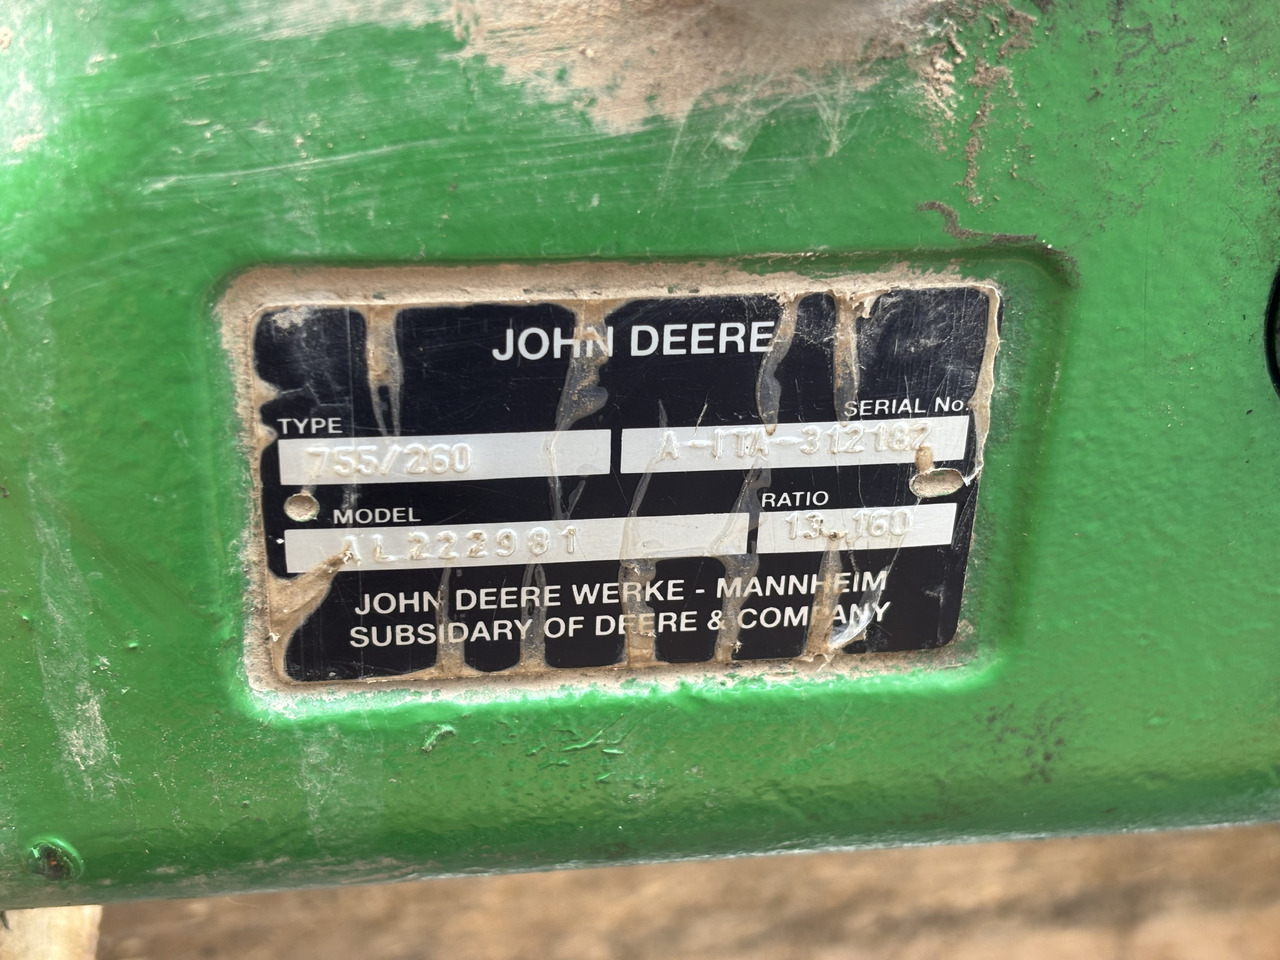 JOHN DEERE
TYPE
SERIAL No.
755/260
A-ITA-312182
MODEL
RATIO
AL222981
13.160
JOHN DEERE WERKE - MANNHEIM
SUBSIDARY OF DEERE & COMPANY